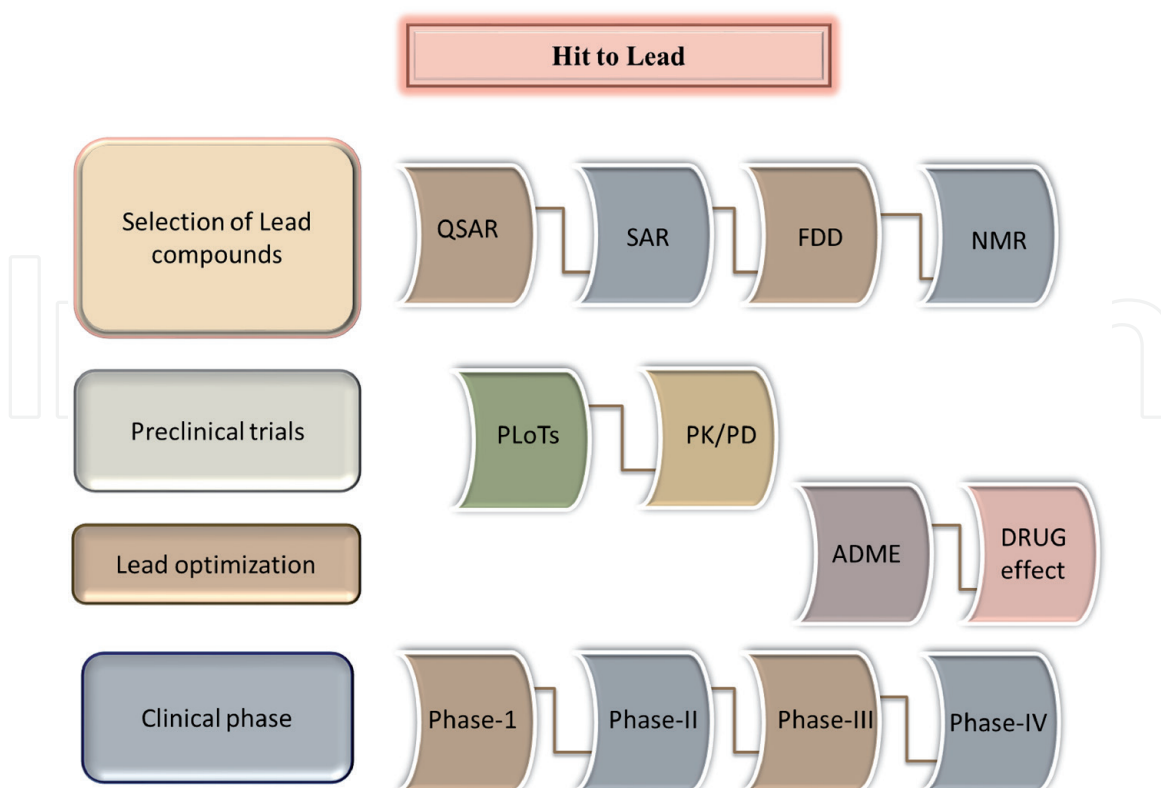 Hit to Lead
Selection of Lead
compounds
QSAR
SAR
FDD
NMR
Preclinical trials
PLoTs
PK/PD
Lead optimization
ADME
DRUG
effect
Clinical phase
Phase-1
Phase-II
Phase-III
Phase-IV